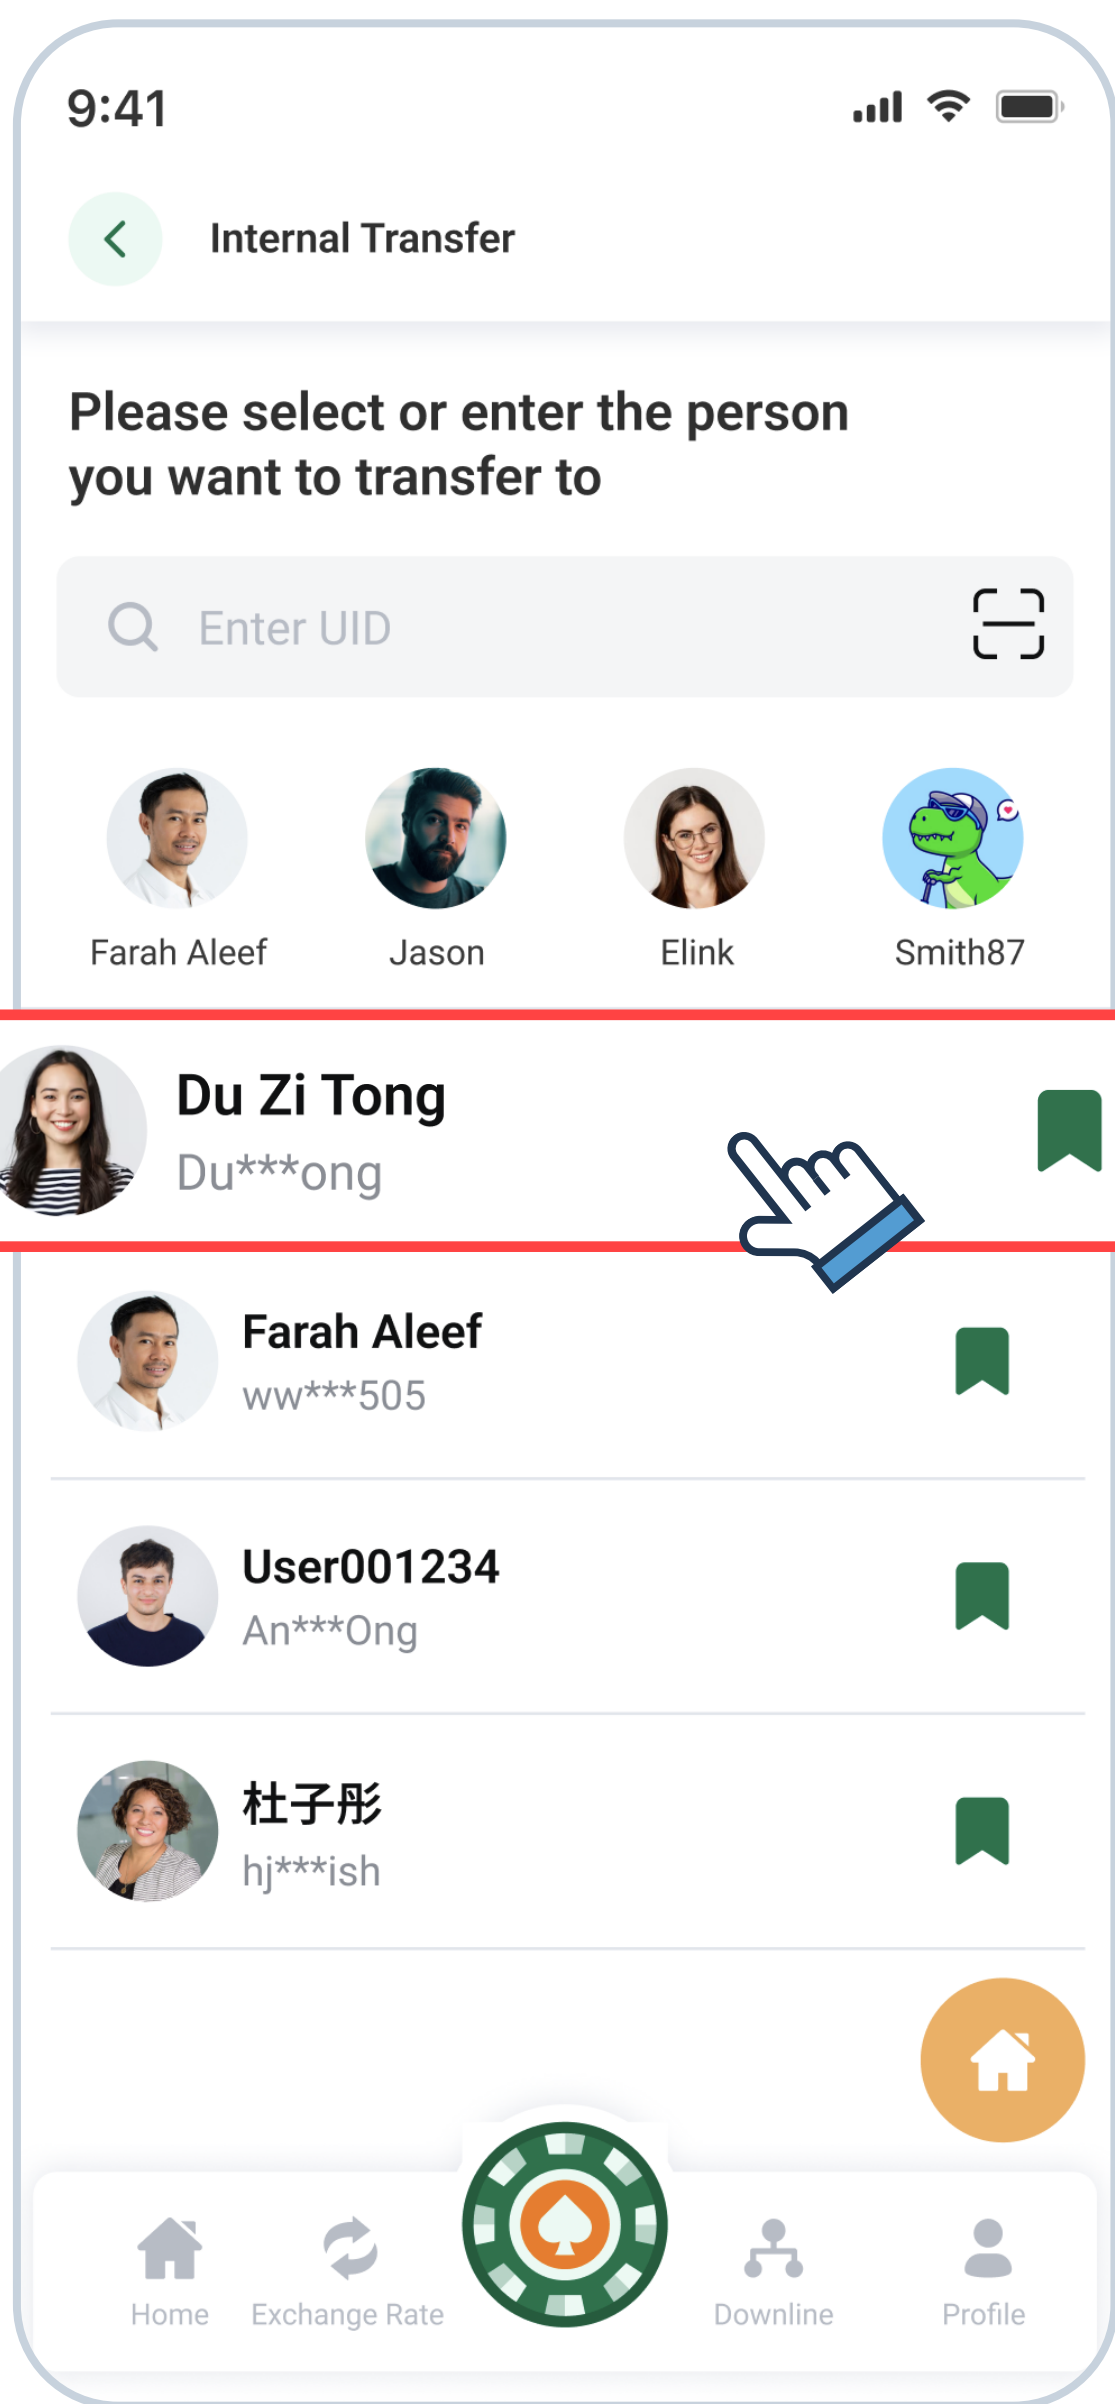 9:41
Internal Transfer
Please select or enter the person
you want to transfer to
Enter UID
Farah Aleef
Jason
Elink
Smith87
Du Zi Tong
Du***ong
Farah Aleef
ww***505
User001234
An***Ong
杜子彤
hj***ish
Home
Exchange Rate
Downline
Profile